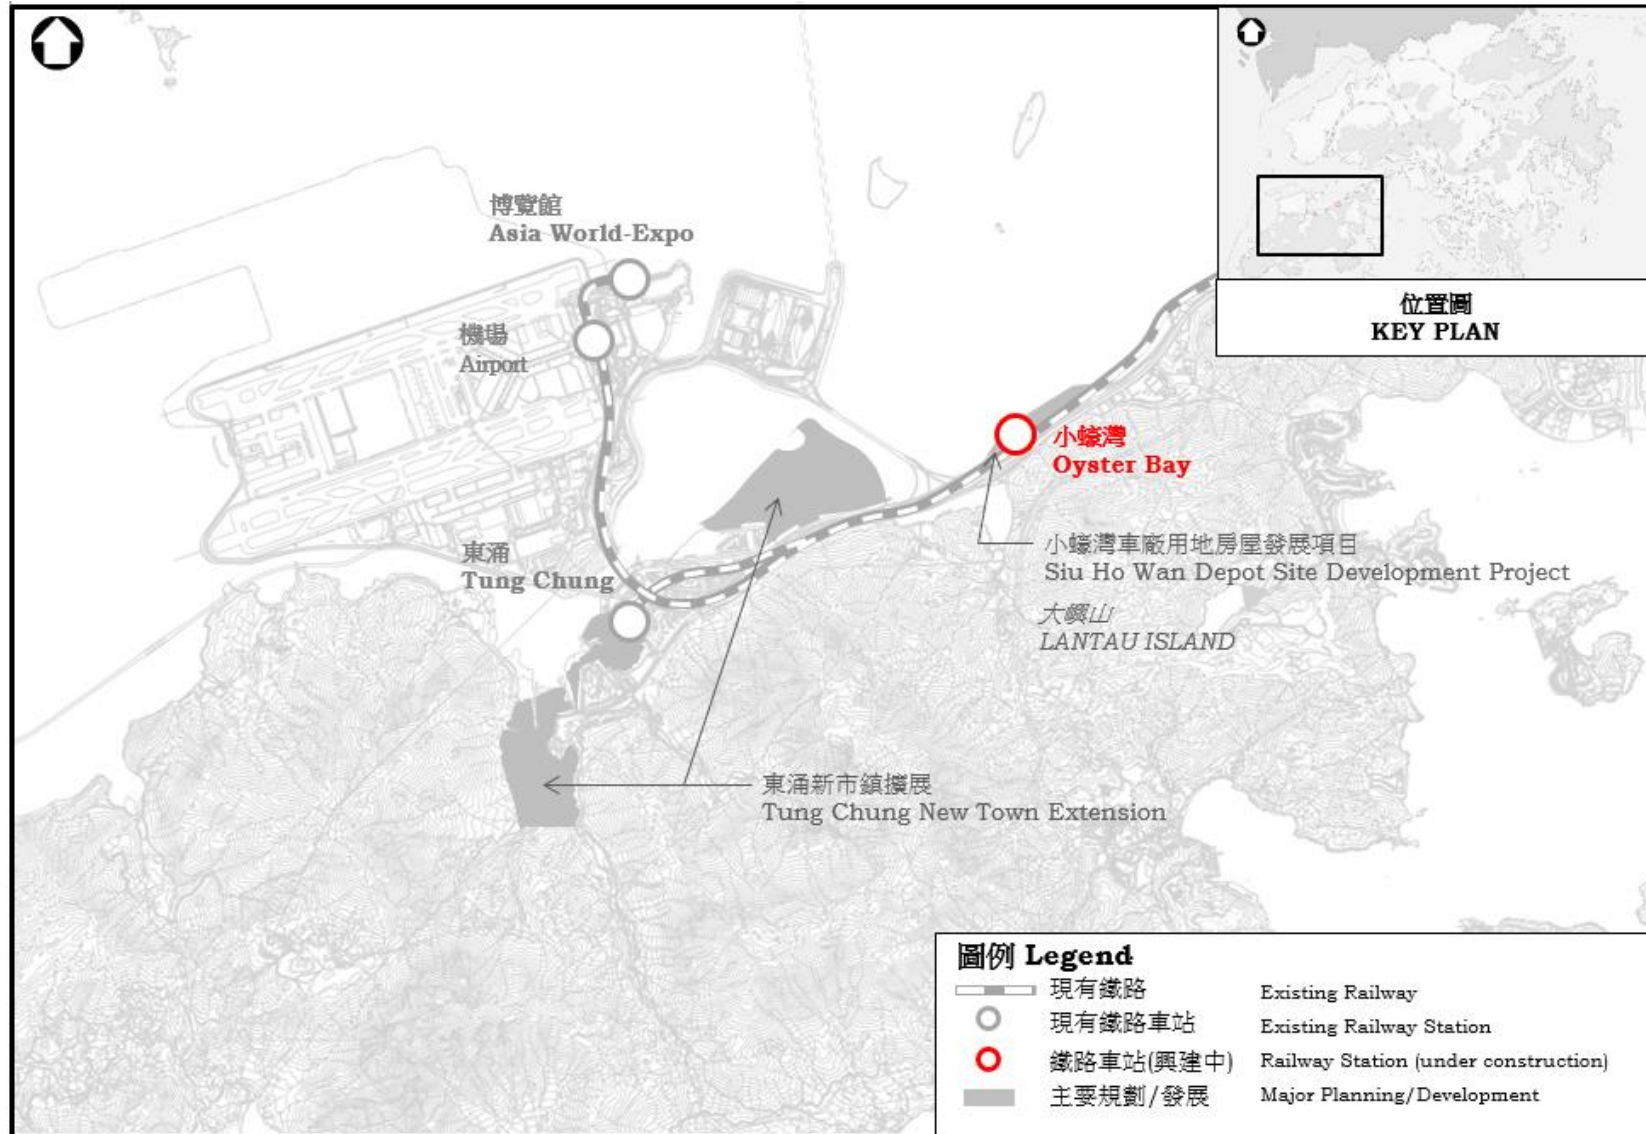 位置圖
KEY PLAN
博覽館
Asia World-Expo
機場
Airport
小蠔灣
Oyster Bay
東涌
Tung Chung
小蠔灣車廠用地房屋發展項目
Siu Ho Wan Depot Site Development Project
大嶼山
LANTAU ISLAND
東涌新市鎮擴展
Tung Chung New Town Extension
圖例 Legend
現有鐵路 Existing Railway
現有鐵路車站 Existing Railway Station
鐵路車站(興建中) Railway Station (under construction)
主要規劃/發展 Major Planning/Development